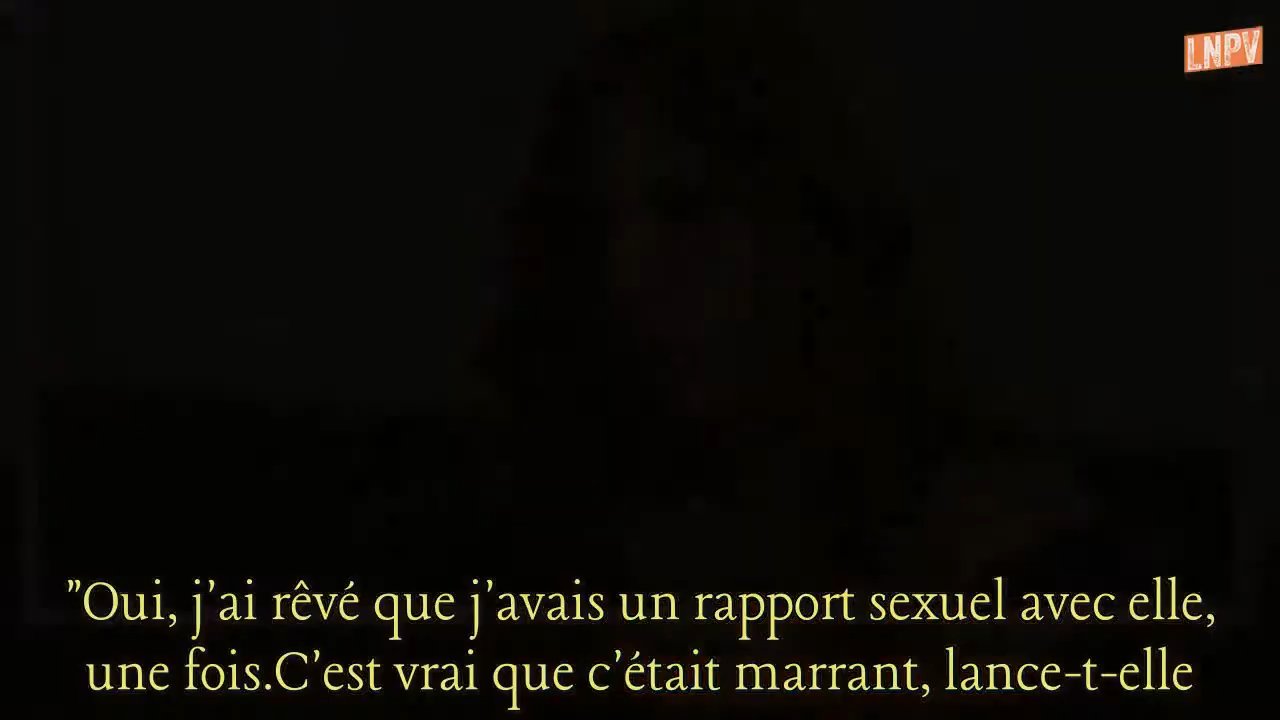 LNPV
"Oui, j'ai rêvé que j'avais un rapport sexuel avec elle,
une fois.C'est vrai que c'était marrant, lance-t-elle